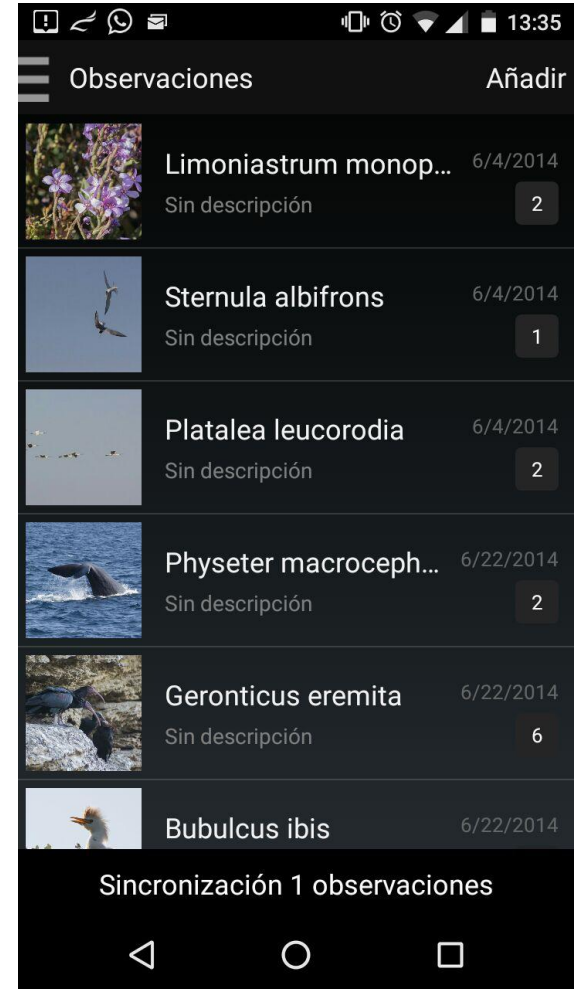 13:35
Observaciones Añadir
Limoniastrum monop... 6/4/2014
Sin descripción 2
Sternula albifrons 6/4/2014
Sin descripción 1
Platalea leucorodia 6/4/2014
Sin descripción 2
Physeter macroceph... 6/22/2014
Sin descripción 2
Geronticus eremita 6/22/2014
Sin descripción 6
Bubulcus ibis 6/22/2014
Sincronización 1 observaciones